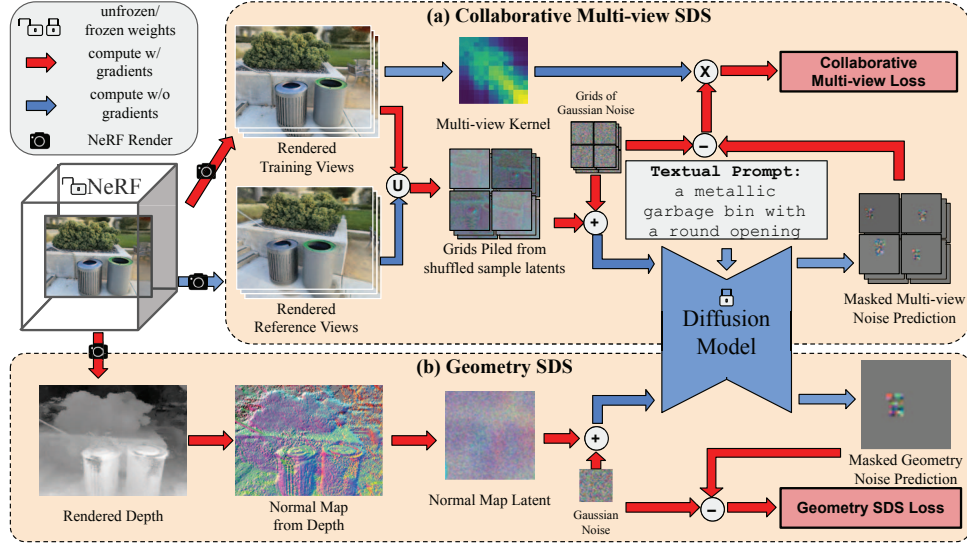 unfrozen/
frozen weights
compute w/
gradients
compute w/o
gradients
NeRF Render
NeRF
(a) Collaborative Multi-view SDS
Rendered
Training Views
Multi-view Kernel
Grids of
Gaussian Noise
X
Collaborative
Multi-view Loss
−
U
Rendered
Reference Views
Grids Piled from
shuffled sample latents
+
Textual Prompt:
a metallic
garbage bin with
a round opening
Masked Multi-view
Noise Prediction
Diffusion
Model
(b) Geometry SDS
Rendered Depth
Normal Map
from Depth
Normal Map Latent
+
Gaussian
Noise
−
Masked Geometry
Noise Prediction
Geometry SDS Loss